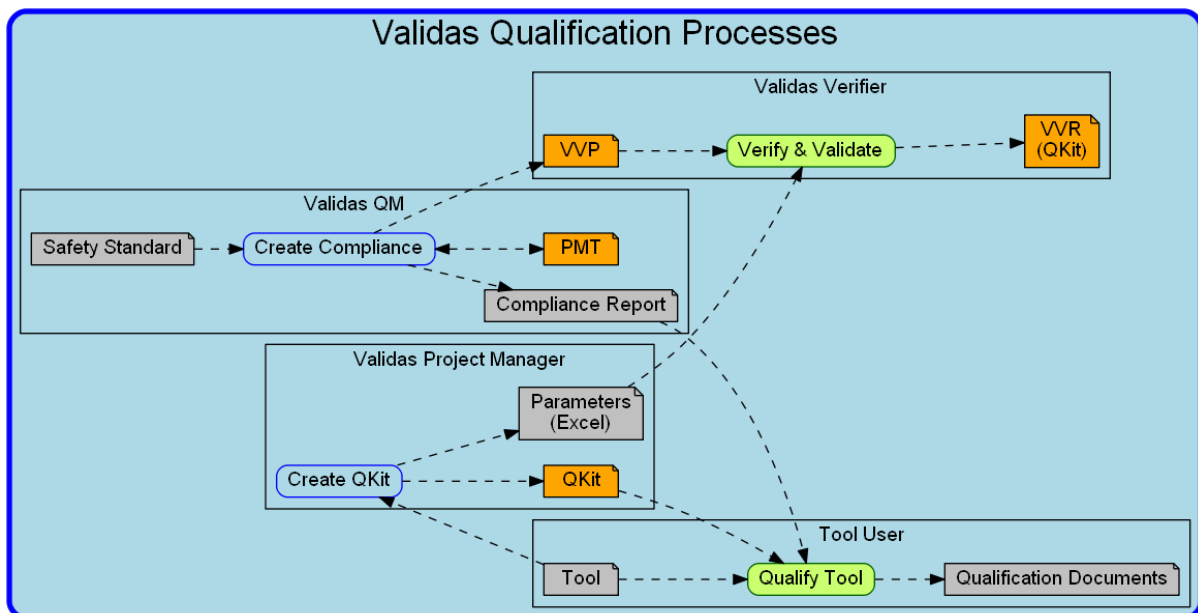 Validas Qualification Processes
Validas Verifier
VVP
Verify & Validate
VVR
(QKit)
Validas QM
Safety Standard
Create Compliance
PMT
Compliance Report
Validas Project Manager
Parameters
(Excel)
Create QKit
QKit
Tool User
Tool
Qualify Tool
Qualification Documents